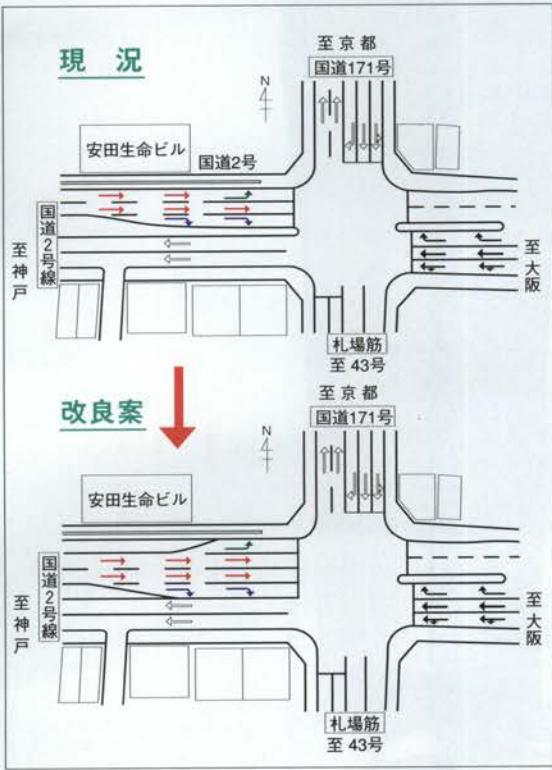 現 況
至 京 都
国道171号
N
安田生命ビル
国道2号
国道2号線
至 神 戸
至 大 阪
札場筋
至 43号
改良案
至 京 都
国道171号
N
安田生命ビル
国道2号線
至 神 戸
至 大 阪
札場筋
至 43号